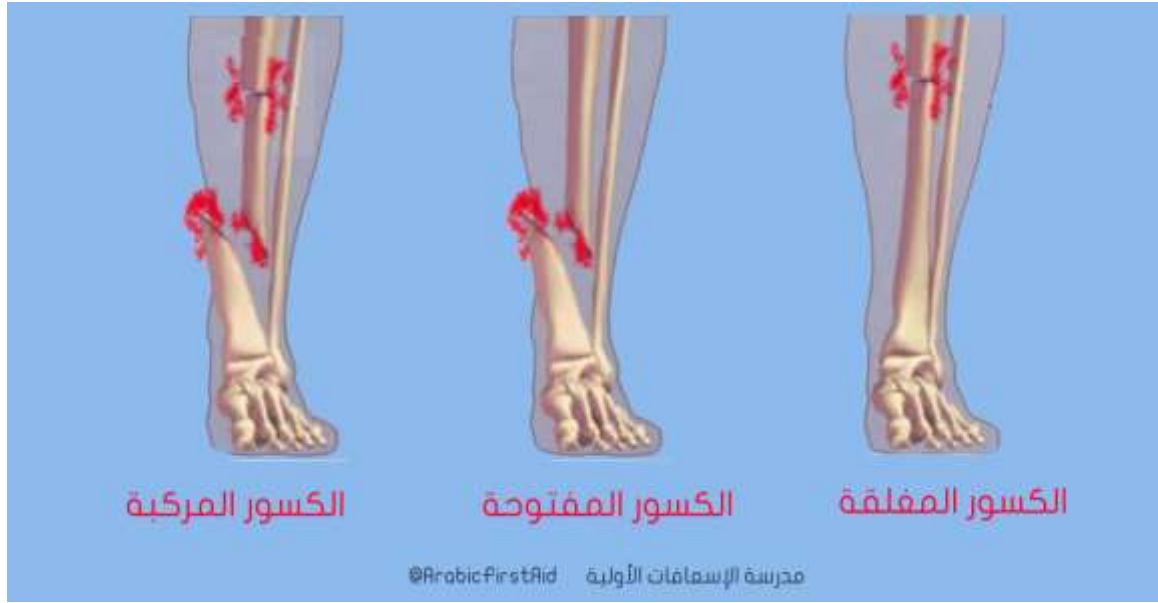 الكسور المغلقة
الكسور المفتوحة
الكسور المركبة
مدرسة الإسعافات الأولية @ArabicFirstAid